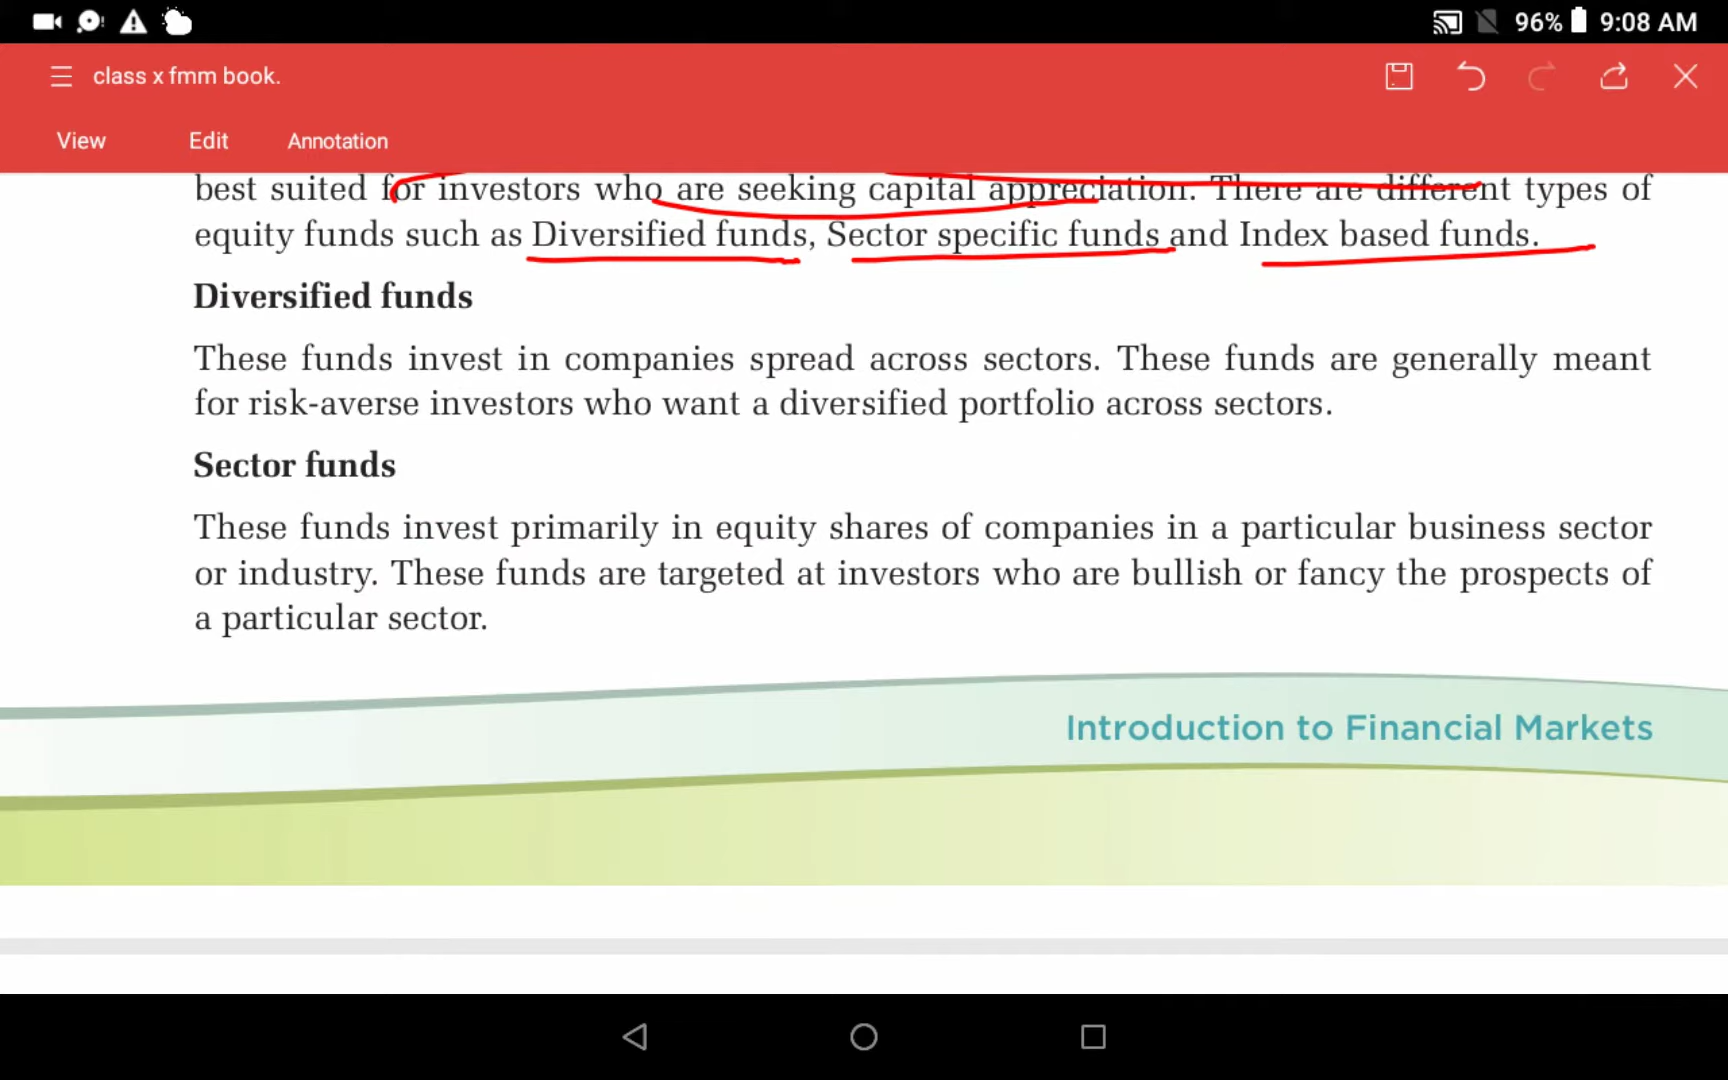 96% 9:08 AM
class x fmm book.
View Edit Annotation
best suited for investors who are seeking capital appreciation. There are different types of
equity funds such as Diversified funds, Sector specific funds and Index based funds.
Diversified funds
These funds invest in companies spread across sectors. These funds are generally meant
for risk-averse investors who want a diversified portfolio across sectors.
Sector funds
These funds invest primarily in equity shares of companies in a particular business sector
or industry. These funds are targeted at investors who are bullish or fancy the prospects of
a particular sector.
Introduction to Financial Markets